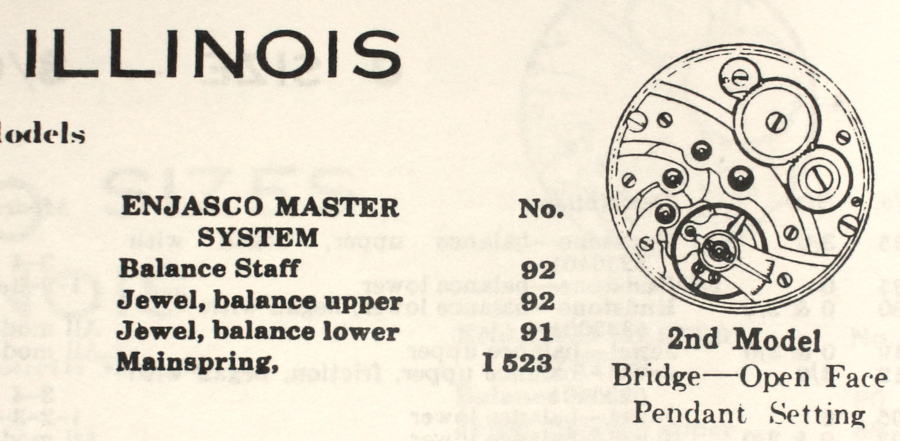 ILLINOIS
Models
ENJASCO MASTER No.
SYSTEM
Balance Staff 92
Jewel, balance upper 92
Jewel, balance lower 91
Mainspring, I 523
2nd Model
Bridge—Open Face
Pendant Setting